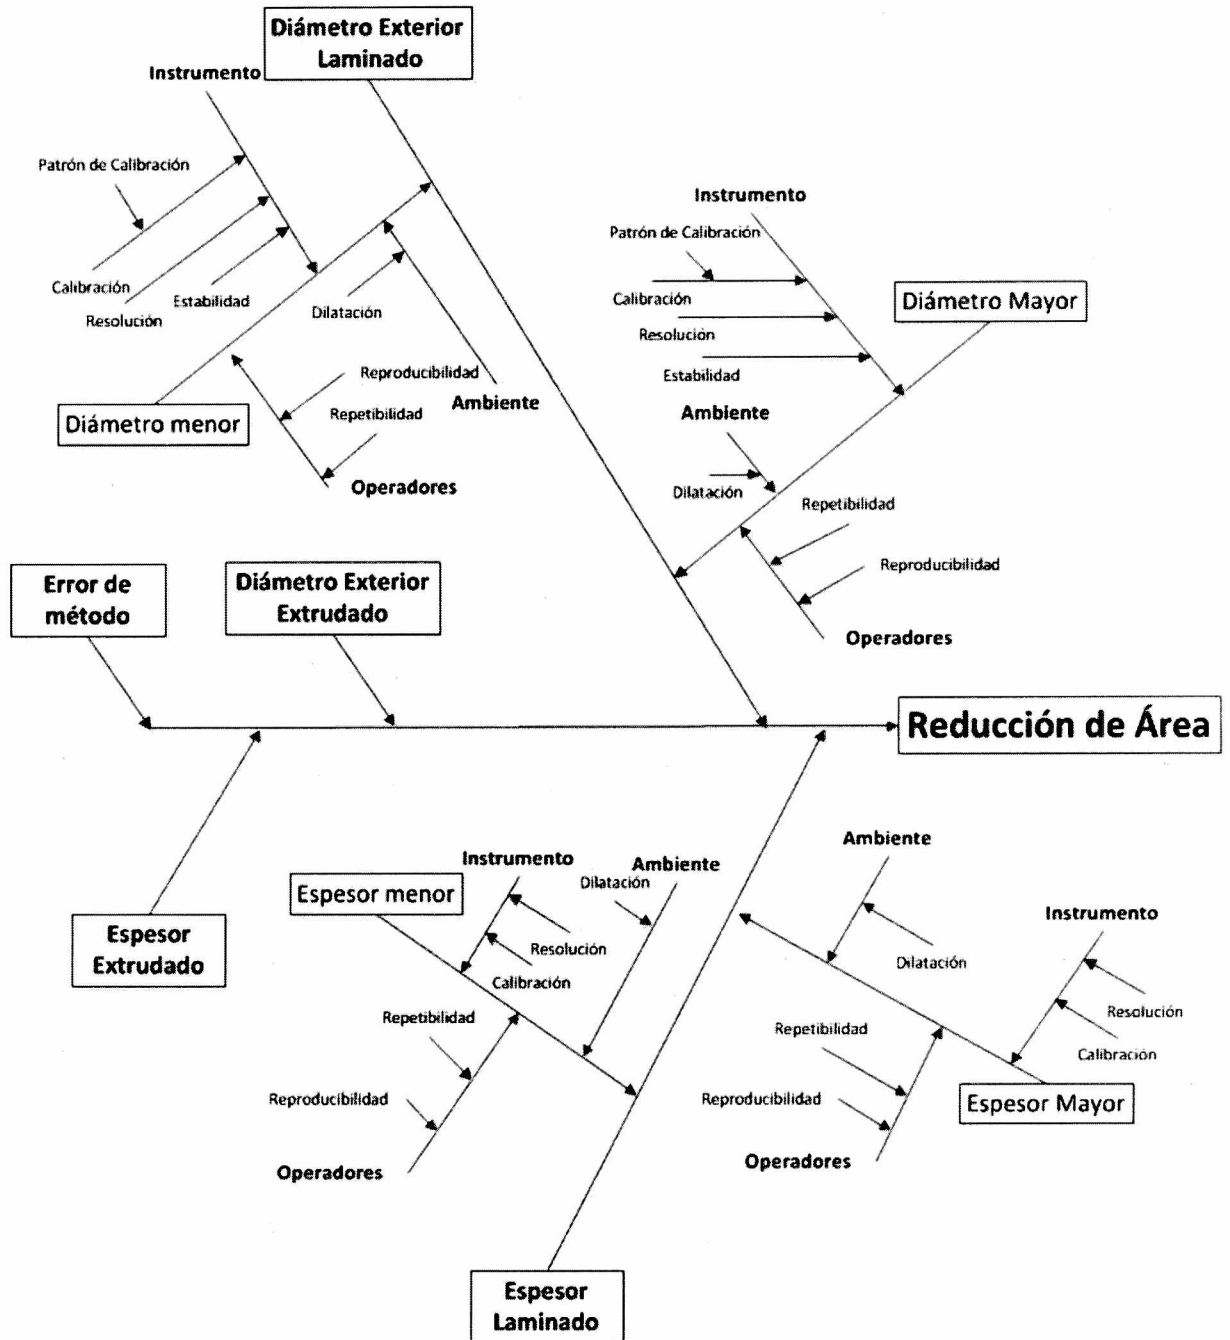 Diámetro Exterior
Laminado
Instrumento
Patrón de Calibración
Calibración
Resolución
Estabilidad
Dilatación
Reproducibilidad
Repetibilidad
Ambiente
Diámetro menor
Operadores
Instrumento
Patrón de Calibración
Calibración
Resolución
Estabilidad
Diámetro Mayor
Ambiente
Dilatación
Repetibilidad
Reproducibilidad
Operadores
Error de
método
Diámetro Exterior
Extrudado
Reducción de Área
Espesor
Extrudado
Espesor menor
Instrumento
Resolución
Calibración
Dilatación
Ambiente
Repetibilidad
Reproducibilidad
Operadores
Ambiente
Dilatación
Instrumento
Resolución
Calibración
Repetibilidad
Reproducibilidad
Operadores
Espesor Mayor
Espesor
Laminado